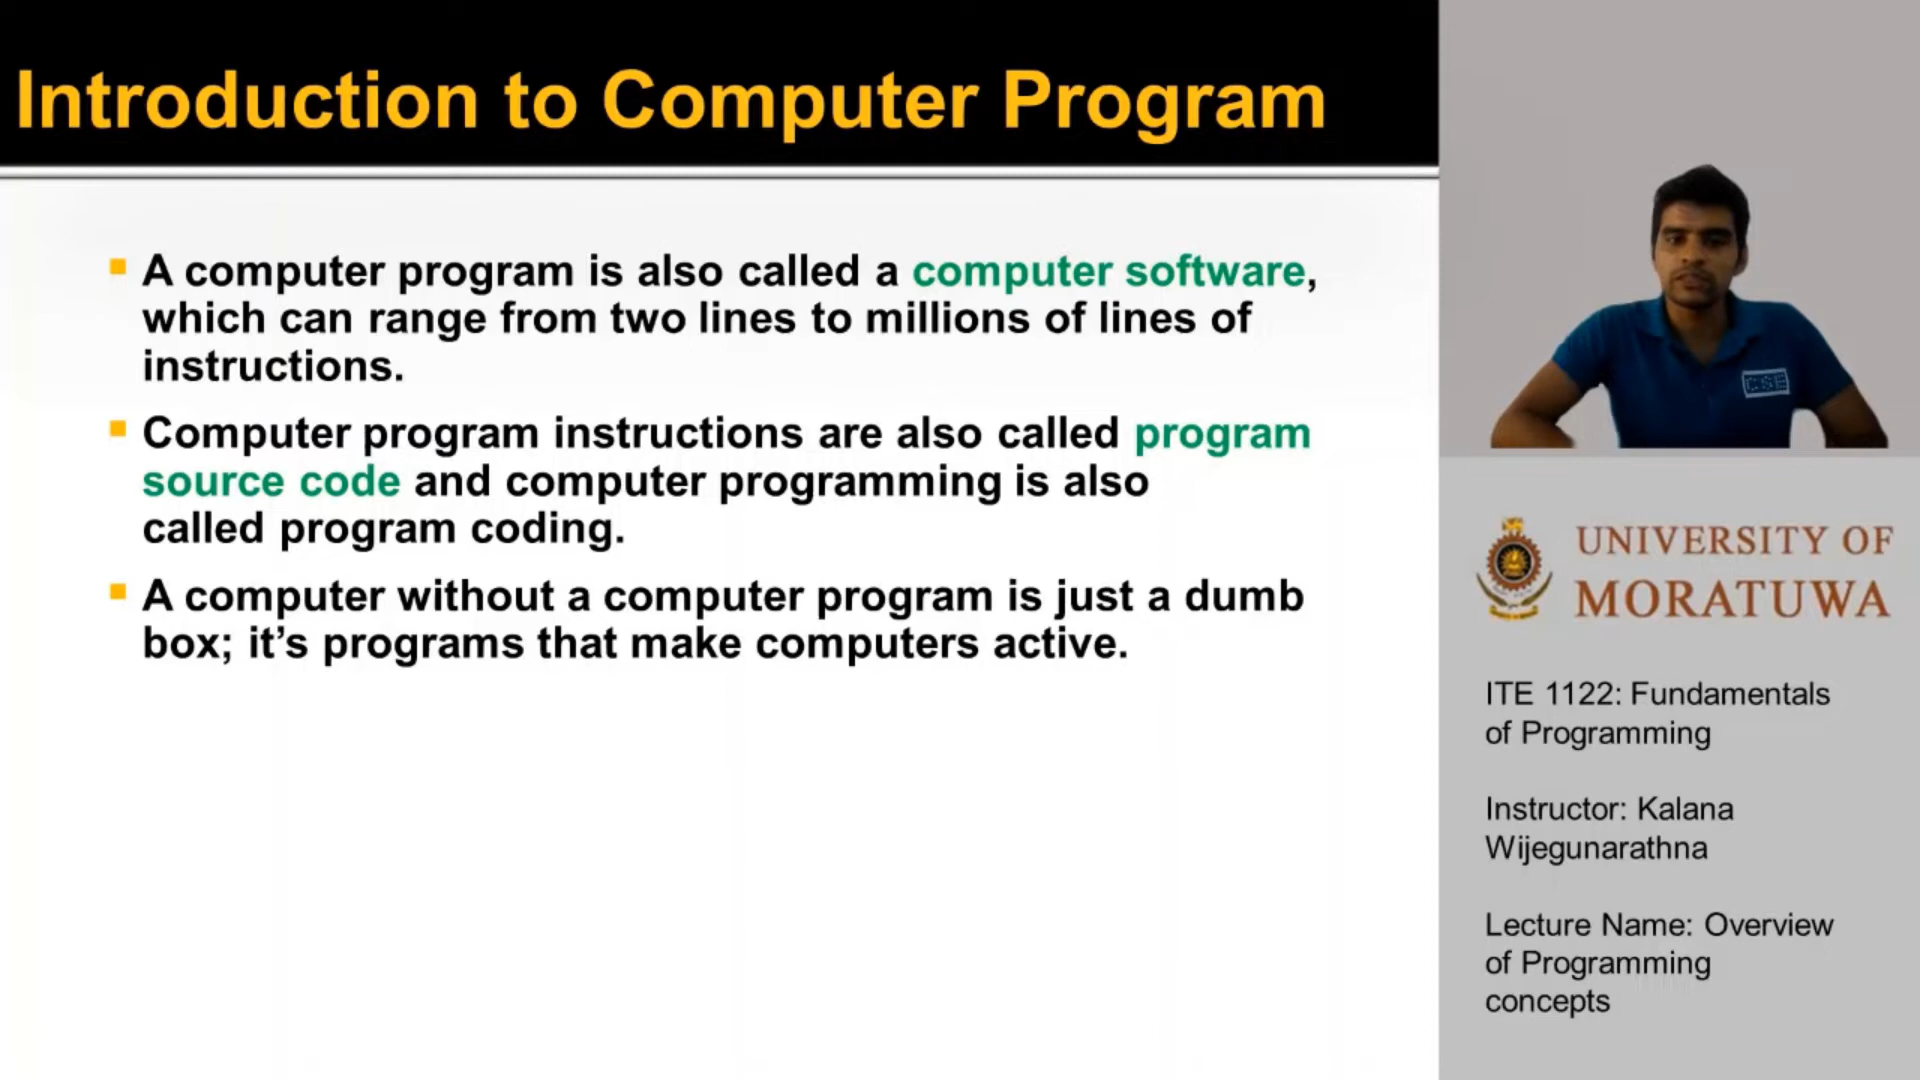 Introduction to Computer Program
A computer program is also called a computer software,
which can range from two lines to millions of lines of
instructions.
Computer program instructions are also called program
source code and computer programming is also
called program coding.
A computer without a computer program is just a dumb
box; it’s programs that make computers active.
CSE
UNIVERSITY OF
MORATUWA
ITE 1122: Fundamentals
of Programming
Instructor: Kalana
Wijegunarathna
Lecture Name: Overview
of Programming
concepts